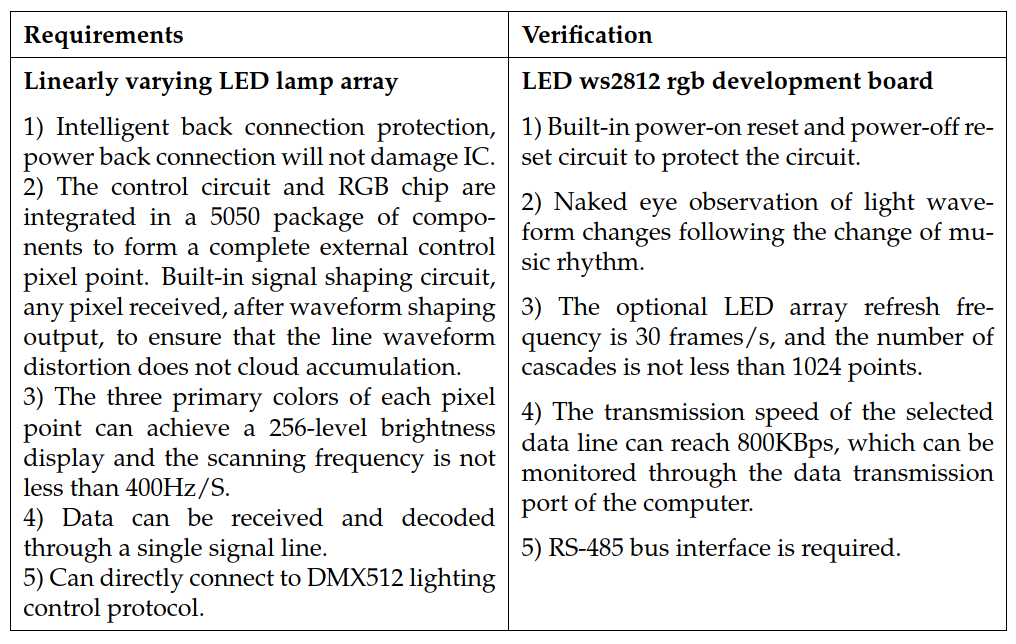 Requirements
Linearly varying LED lamp array
1) Intelligent back connection protection,
power back connection will not damage IC.
2) The control circuit and RGB chip are
integrated in a 5050 package of compo-
nents to form a complete external control
pixel point. Built-in signal shaping circuit,
any pixel received, after waveform shaping
output, to ensure that the line waveform
distortion does not cloud accumulation.
3) The three primary colors of each pixel
point can achieve a 256-level brightness
display and the scanning frequency is not
less than 400Hz/S.
4) Data can be received and decoded
through a single signal line.
5) Can directly connect to DMX512 lighting
control protocol.
Verification
LED ws2812 rgb development board
1) Built-in power-on reset and power-off re-
set circuit to protect the circuit.
2) Naked eye observation of light wave-
form changes following the change of mu-
sic rhythm.
3) The optional LED array refresh fre-
quency is 30 frames/s, and the number of
cascades is not less than 1024 points.
4) The transmission speed of the selected
data line can reach 800KBps, which can be
monitored through the data transmission
port of the computer.
5) RS-485 bus interface is required.